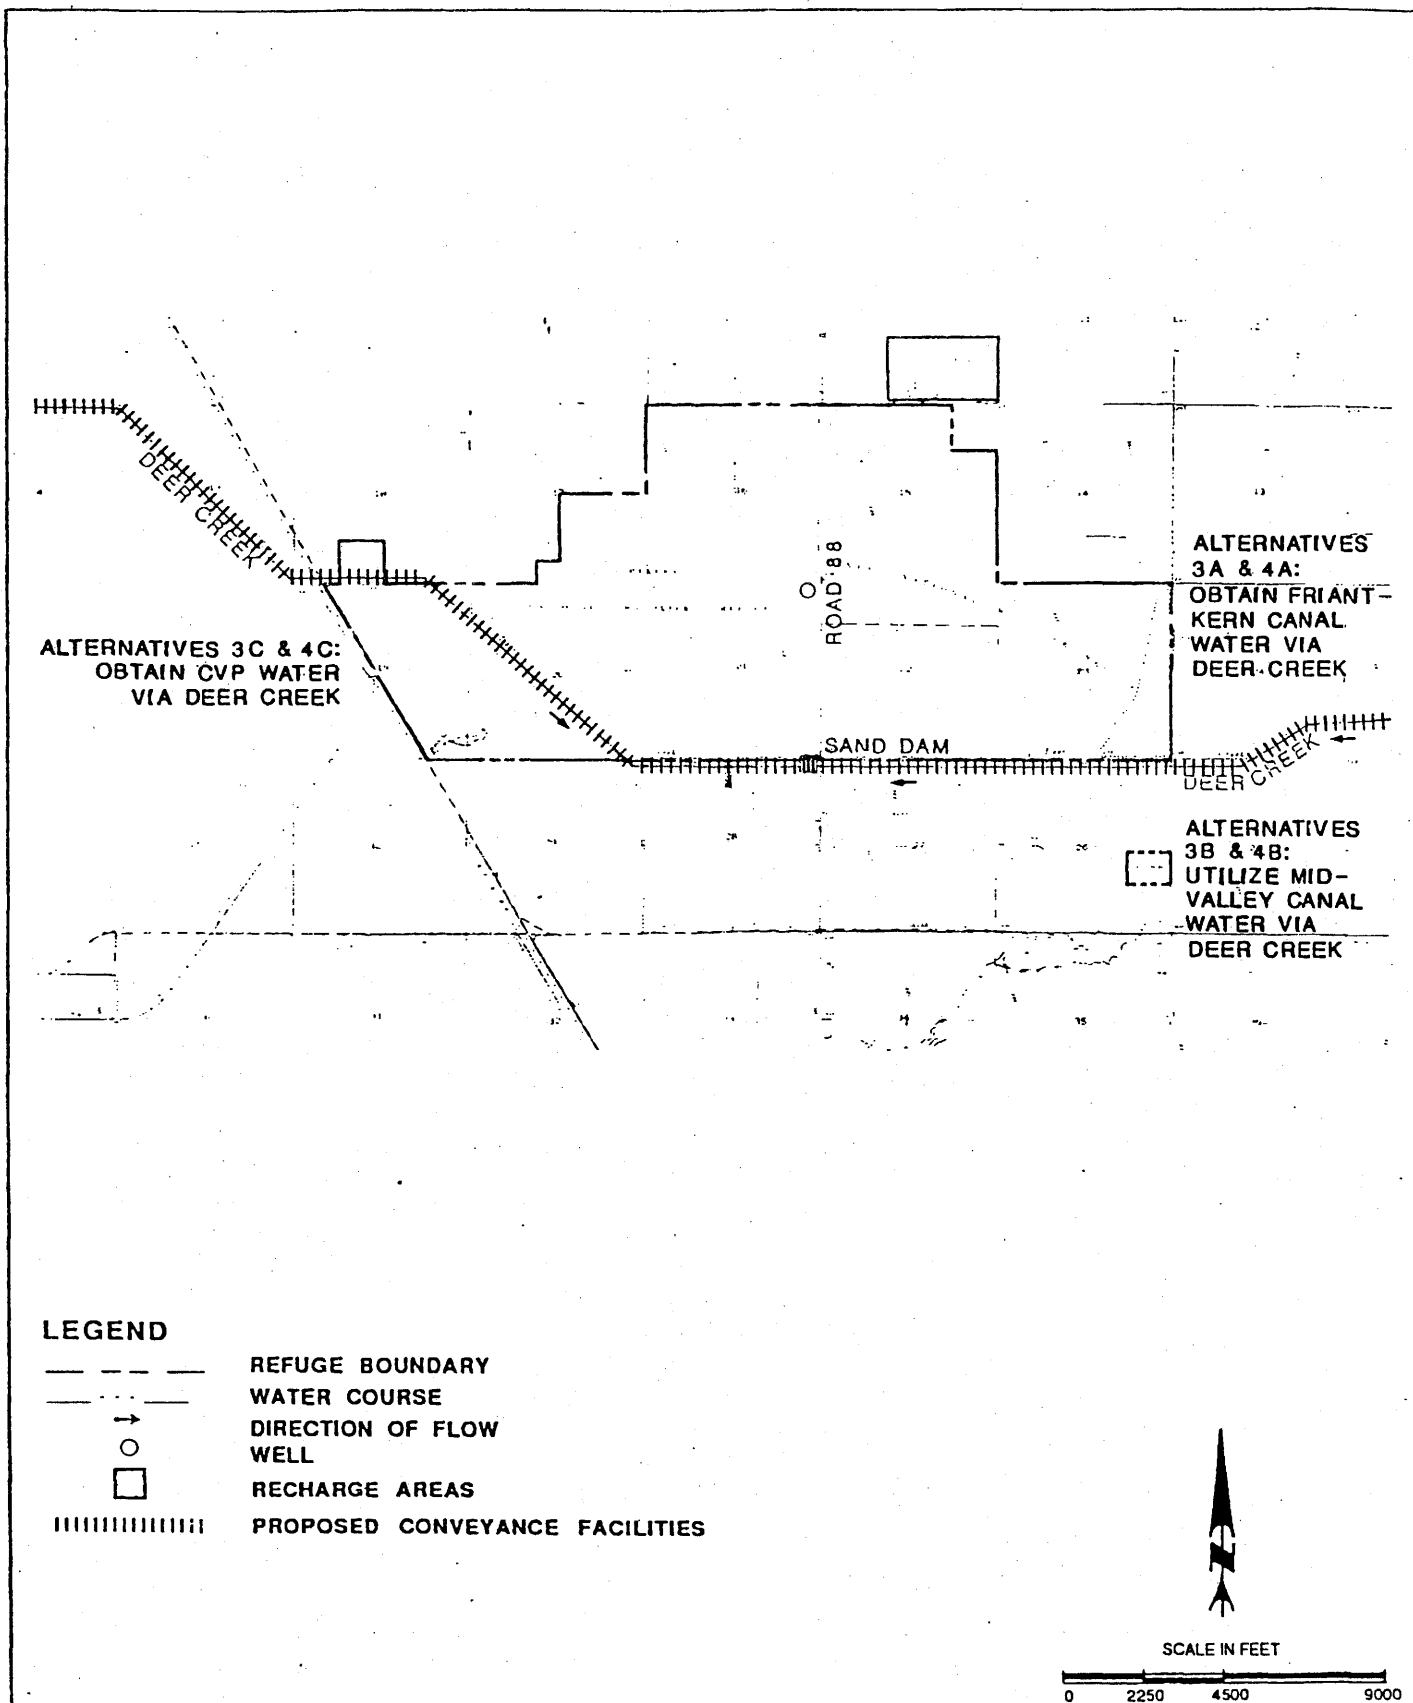 DEER CREEK
ROAD 88
ALTERNATIVES
3A & 4A:
OBTAIN FRIANT-
KERN CANAL
WATER VIA
DEER CREEK
ALTERNATIVES 3C & 4C:
OBTAIN CVP WATER
VIA DEER CREEK
SAND DAM
DEER CREEK
ALTERNATIVES
3B & 4B:
UTILIZE MID-
VALLEY CANAL
WATER VIA
DEER CREEK
14
13
35
LEGEND
REFUGE BOUNDARY
WATER COURSE
DIRECTION OF FLOW
WELL
RECHARGE AREAS
PROPOSED CONVEYANCE FACILITIES
N
SCALE IN FEET
0 2250 4500 9000